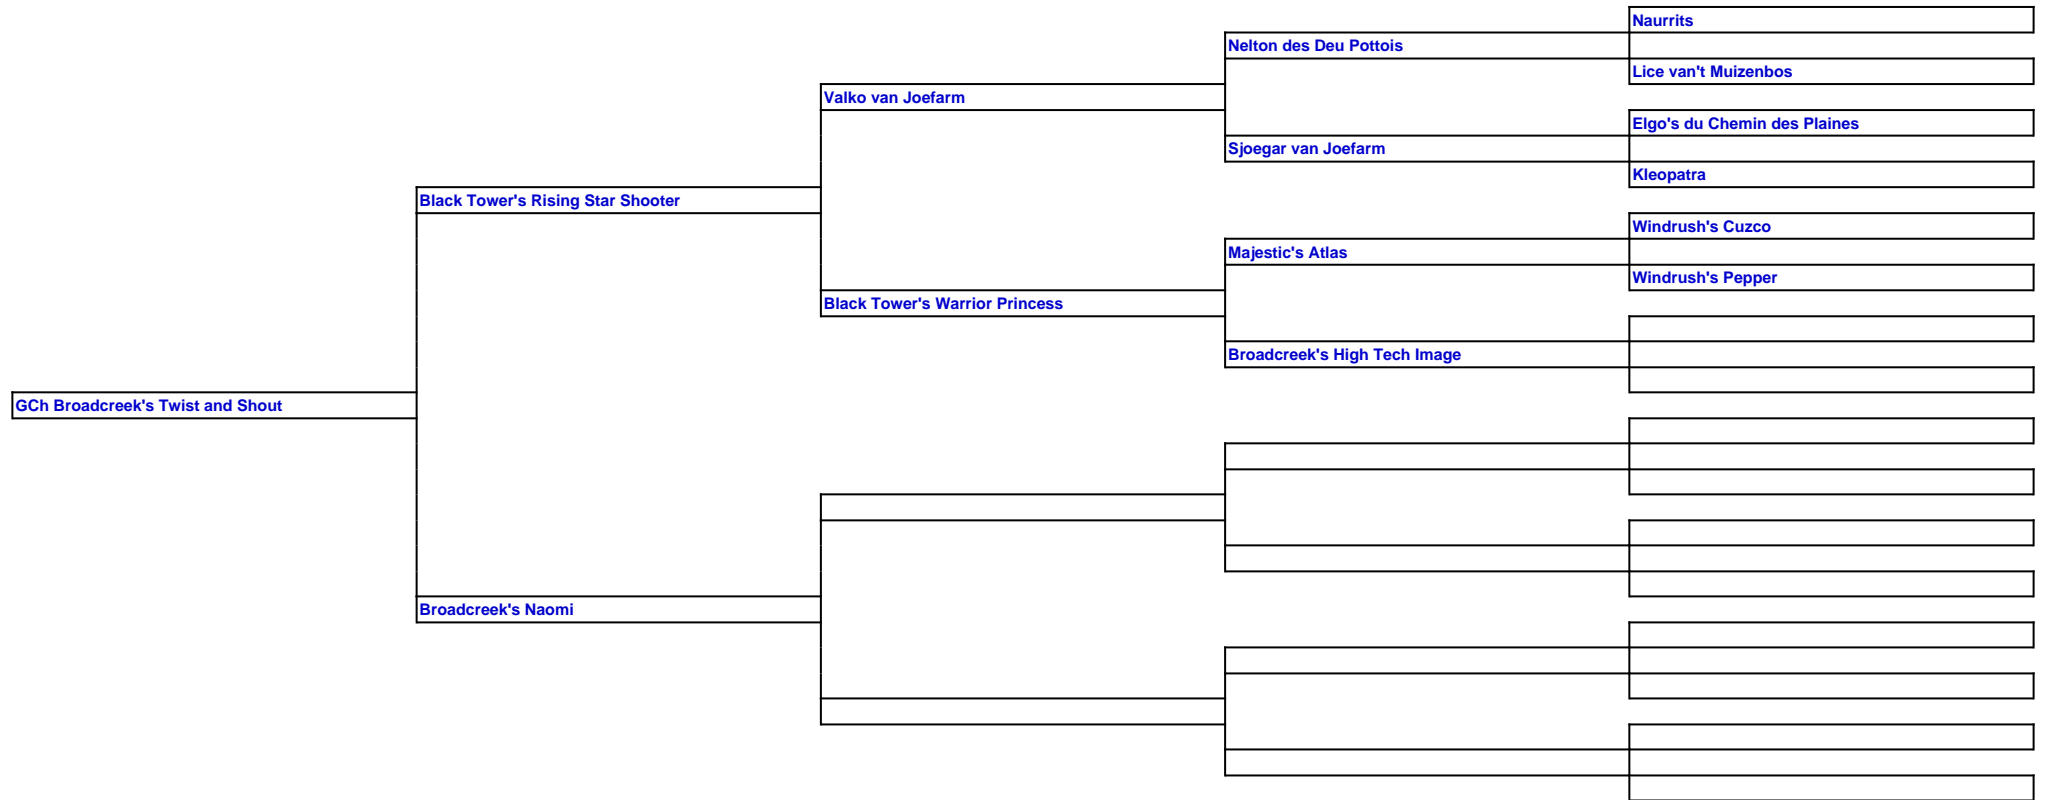 Naurrits
Nelton des Deu Pottois
Lice van't Muizenbos
Valko van Joefarm
Elgo's du Chemin des Plaines
Sjoegar van Joefarm
Kleopatra
Black Tower's Rising Star Shooter
Windrush's Cuzco
Majestic's Atlas
Windrush's Pepper
Black Tower's Warrior Princess
Broadcreek's High Tech Image
GCh Broadcreek's Twist and Shout
Broadcreek's Naomi